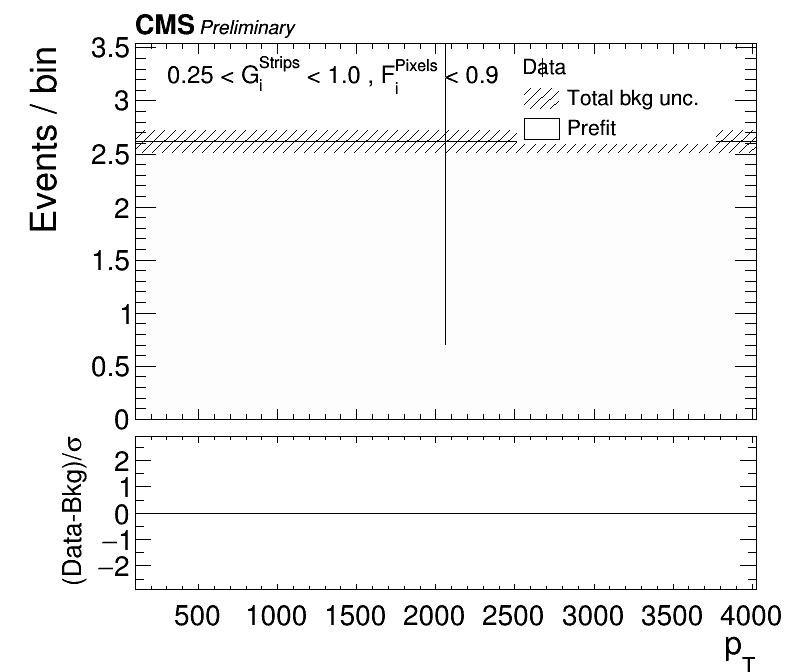 CMS Preliminary
Events / bin
3.5
3
2.5
2
1.5
1
0.5
0
0.25 < G_i^Strips < 1.0 , F_i^Pixels < 0.9
Data
Total bkg unc.
Prefit
(Data-Bkg)/σ
2
1
0
−1
−2
500 1000 1500 2000 2500 3000 3500 4000
p_T